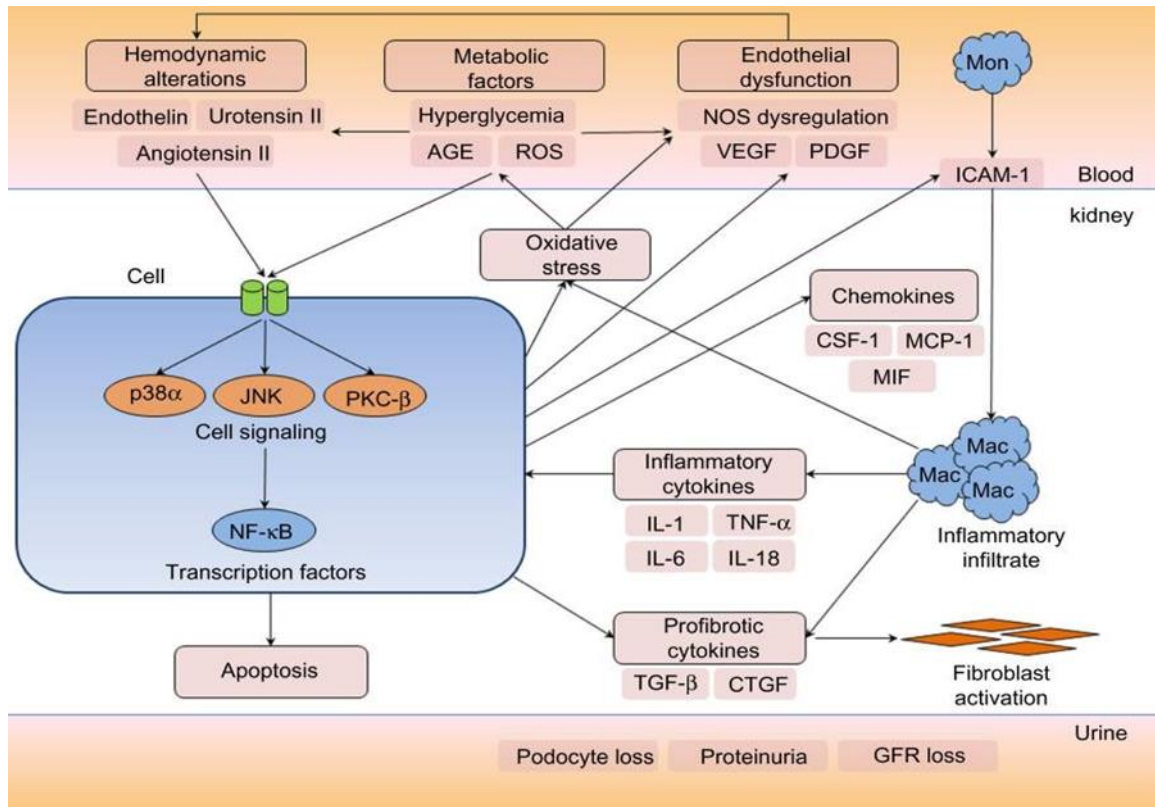 Hemodynamic
alterations
Metabolic
factors
Endothelial
dysfunction
Mon
Endothelin
Urotensin II
Hyperglycemia
NOS dysregulation
Angiotensin II
AGE
ROS
VEGF
PDGF
ICAM-1
Blood
kidney
Oxidative
stress
Cell
Chemokines
CSF-1
MCP-1
MIF
p38α
JNK
PKC-β
Cell signaling
Mac
Mac
Mac
Inflammatory
cytokines
IL-1
TNF-α
IL-6
IL-18
Inflammatory
infiltrate
NF-κB
Transcription factors
Profibrotic
cytokines
TGF-β
CTGF
Apoptosis
Fibroblast
activation
Urine
Podocyte loss
Proteinuria
GFR loss